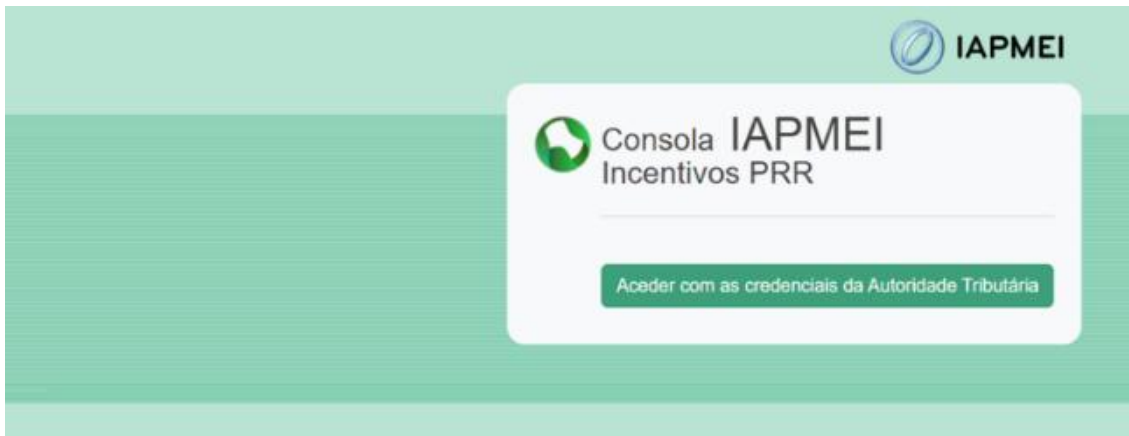 IAPMEI
Consola IAPMEI
Incentivos PRR
Aceder com as credenciais da Autoridade Tributária